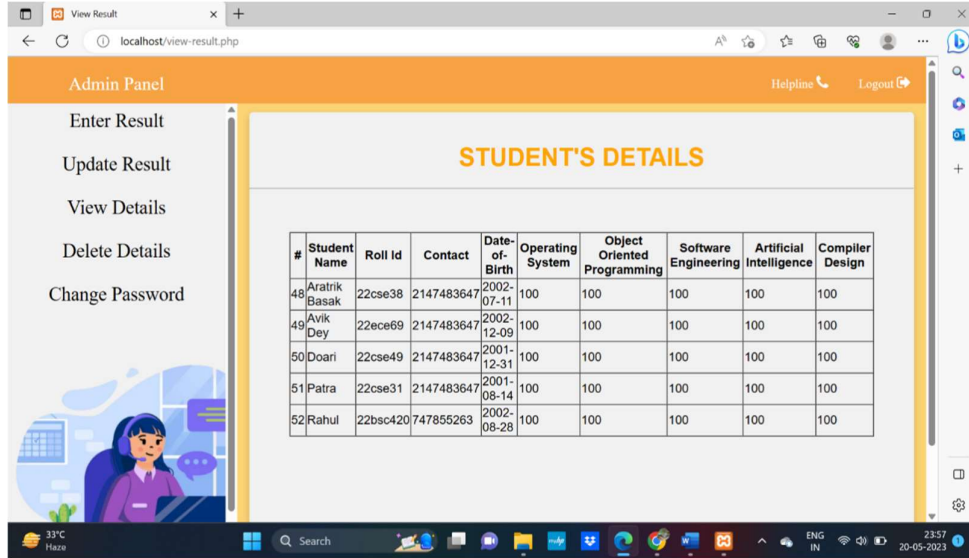 View Result
localhost/view-result.php
Admin Panel
Helpline
Logout
Enter Result
Update Result
View Details
Delete Details
Change Password
STUDENT'S DETAILS
# Student Name Roll Id Contact Date-of-Birth Operating System Object Oriented Programming Software Engineering Artificial Intelligence Compiler Design
48 Aratrik Basak 22cse38 2147483647 2002-07-11 100 100 100 100 100
49 Avik Dey 22ece69 2147483647 2002-12-09 100 100 100 100 100
50 Doari 22cse49 2147483647 2001-12-31 100 100 100 100 100
51 Patra 22cse31 2147483647 2001-08-14 100 100 100 100 100
52 Rahul 22bsc420 747855263 2002-08-28 100 100 100 100 100
33°C
Haze
Search
ENG
IN
23:57
20-05-2023